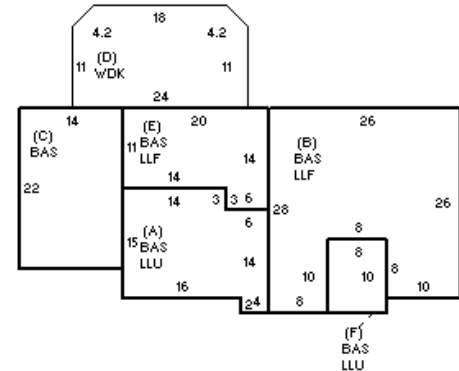 18
4.2 4.2
(D)
WDK
11 11
24
14 20 26
(C)
BAS
(E)
BAS
LLF
11
14
14
(B)
BAS
LLF
22
14
3 3 6
6
28
26
(A)
BAS
LLU
15
14
8
8
10 10
8
16
2 4
8
10
(F)
BAS
LLU